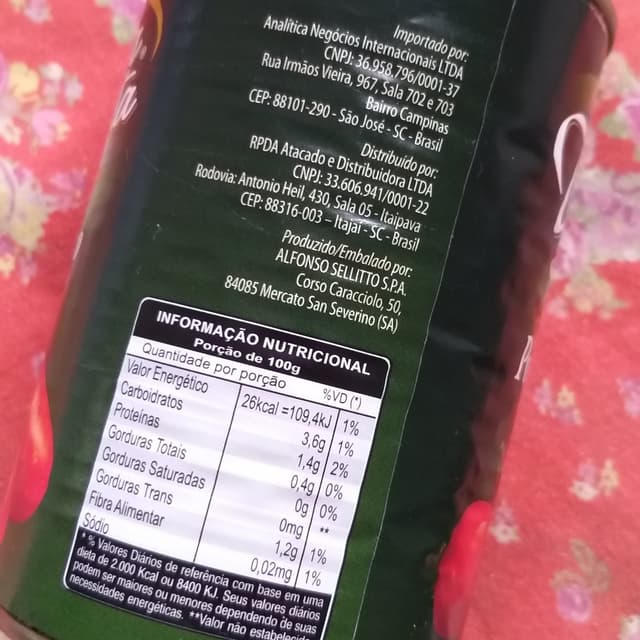 Importado por:
Analítica Negócios Internacionais LTDA
CNPJ: 36.958.796/0001-37
Rua Irmãos Vieira, 967, Sala 702 e 703
Bairro Campinas
CEP: 88101-290 - São José - SC - Brasil
Distribuído por:
RPDA Atacado e Distribuidora LTDA
CNPJ: 33.606.941/0001-22
Rodovia: Antonio Heil, 430, Sala 05 - Itaipava
CEP: 88316-003 – Itajaí - SC - Brasil
Produzido/Embalado por:
ALFONSO SELLITTO S.P.A.
Corso Caracciolo, 50,
84085 Mercato San Severino (SA)
INFORMAÇÃO NUTRICIONAL
Porção de 100g
Quantidade por porção %VD (*)
Valor Energético 26kcal =109,4kJ 1%
Carboidratos 3,6g 1%
Proteínas 1,4g 2%
Gorduras Totais 0,4g 0%
Gorduras Saturadas 0g 0%
Gorduras Trans 0mg **
Fibra Alimentar 1,2g 1%
Sódio 0,02mg 1%
* % Valores Diários de referência com base em uma
dieta de 2.000 Kcal ou 8400 KJ. Seus valores diários
podem ser maiores ou menores dependendo de suas
necessidades energéticas. **Valor não